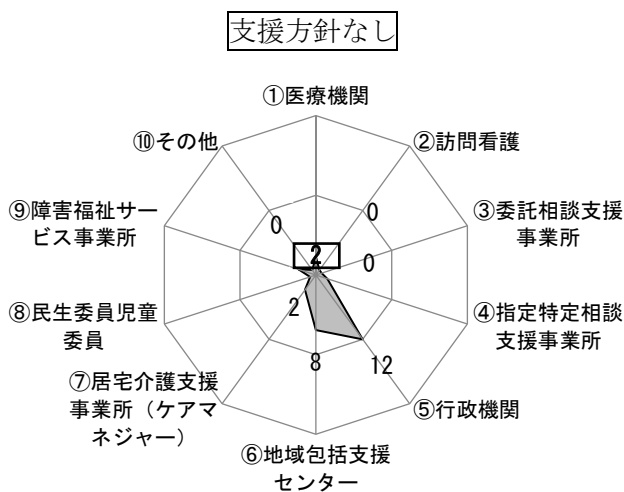 支援方針なし
①医療機関
⑩その他
②訪問看護
0
0
⑨障害福祉サー
ビス事業所
③委託相談支援
事業所
2
0
⑧民生委員児童
委員
④指定特定相談
支援事業所
2
8
12
⑦居宅介護支援
事業所（ケアマ
ネジャー）
⑤行政機関
⑥地域包括支援
センター